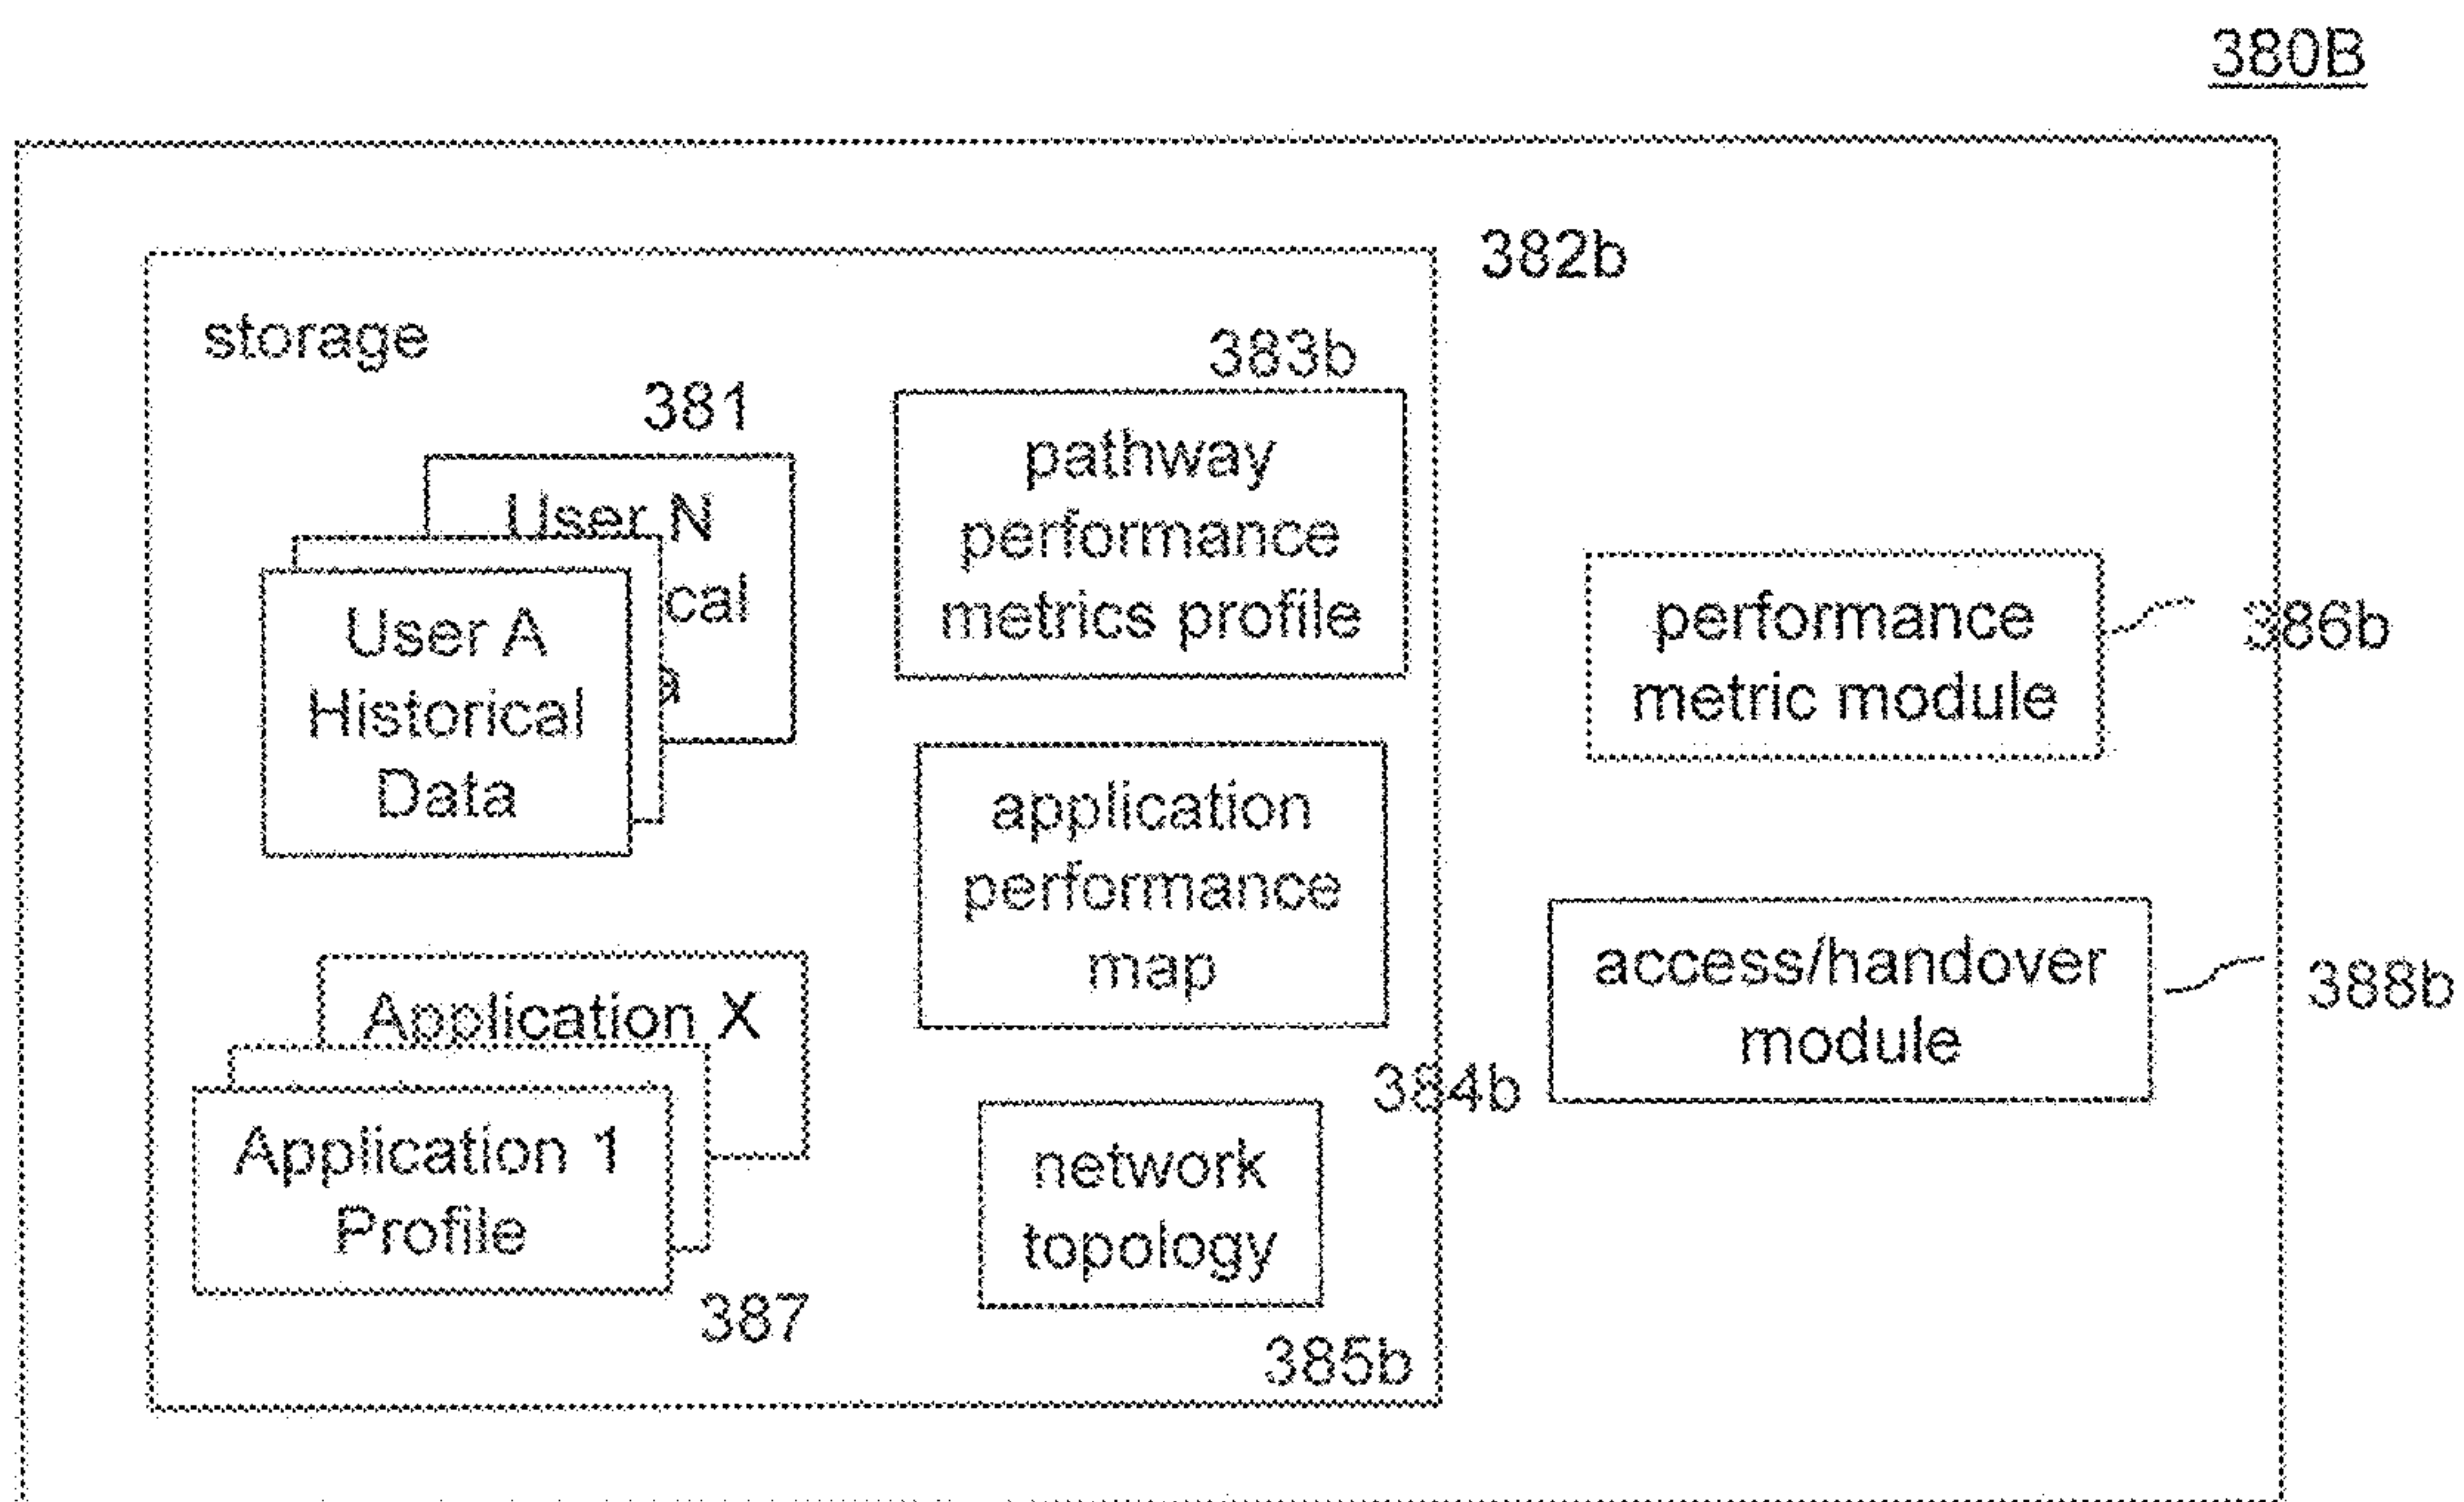 380B
382b
storage
383b
381
pathway
performance
metrics profile
User N
cal
a
User A
Historical
Data
performance
metric module
386b
application
performance
map
access/handover
module
388b
Application X
384b
Application 1
Profile
387
network
topology
385b